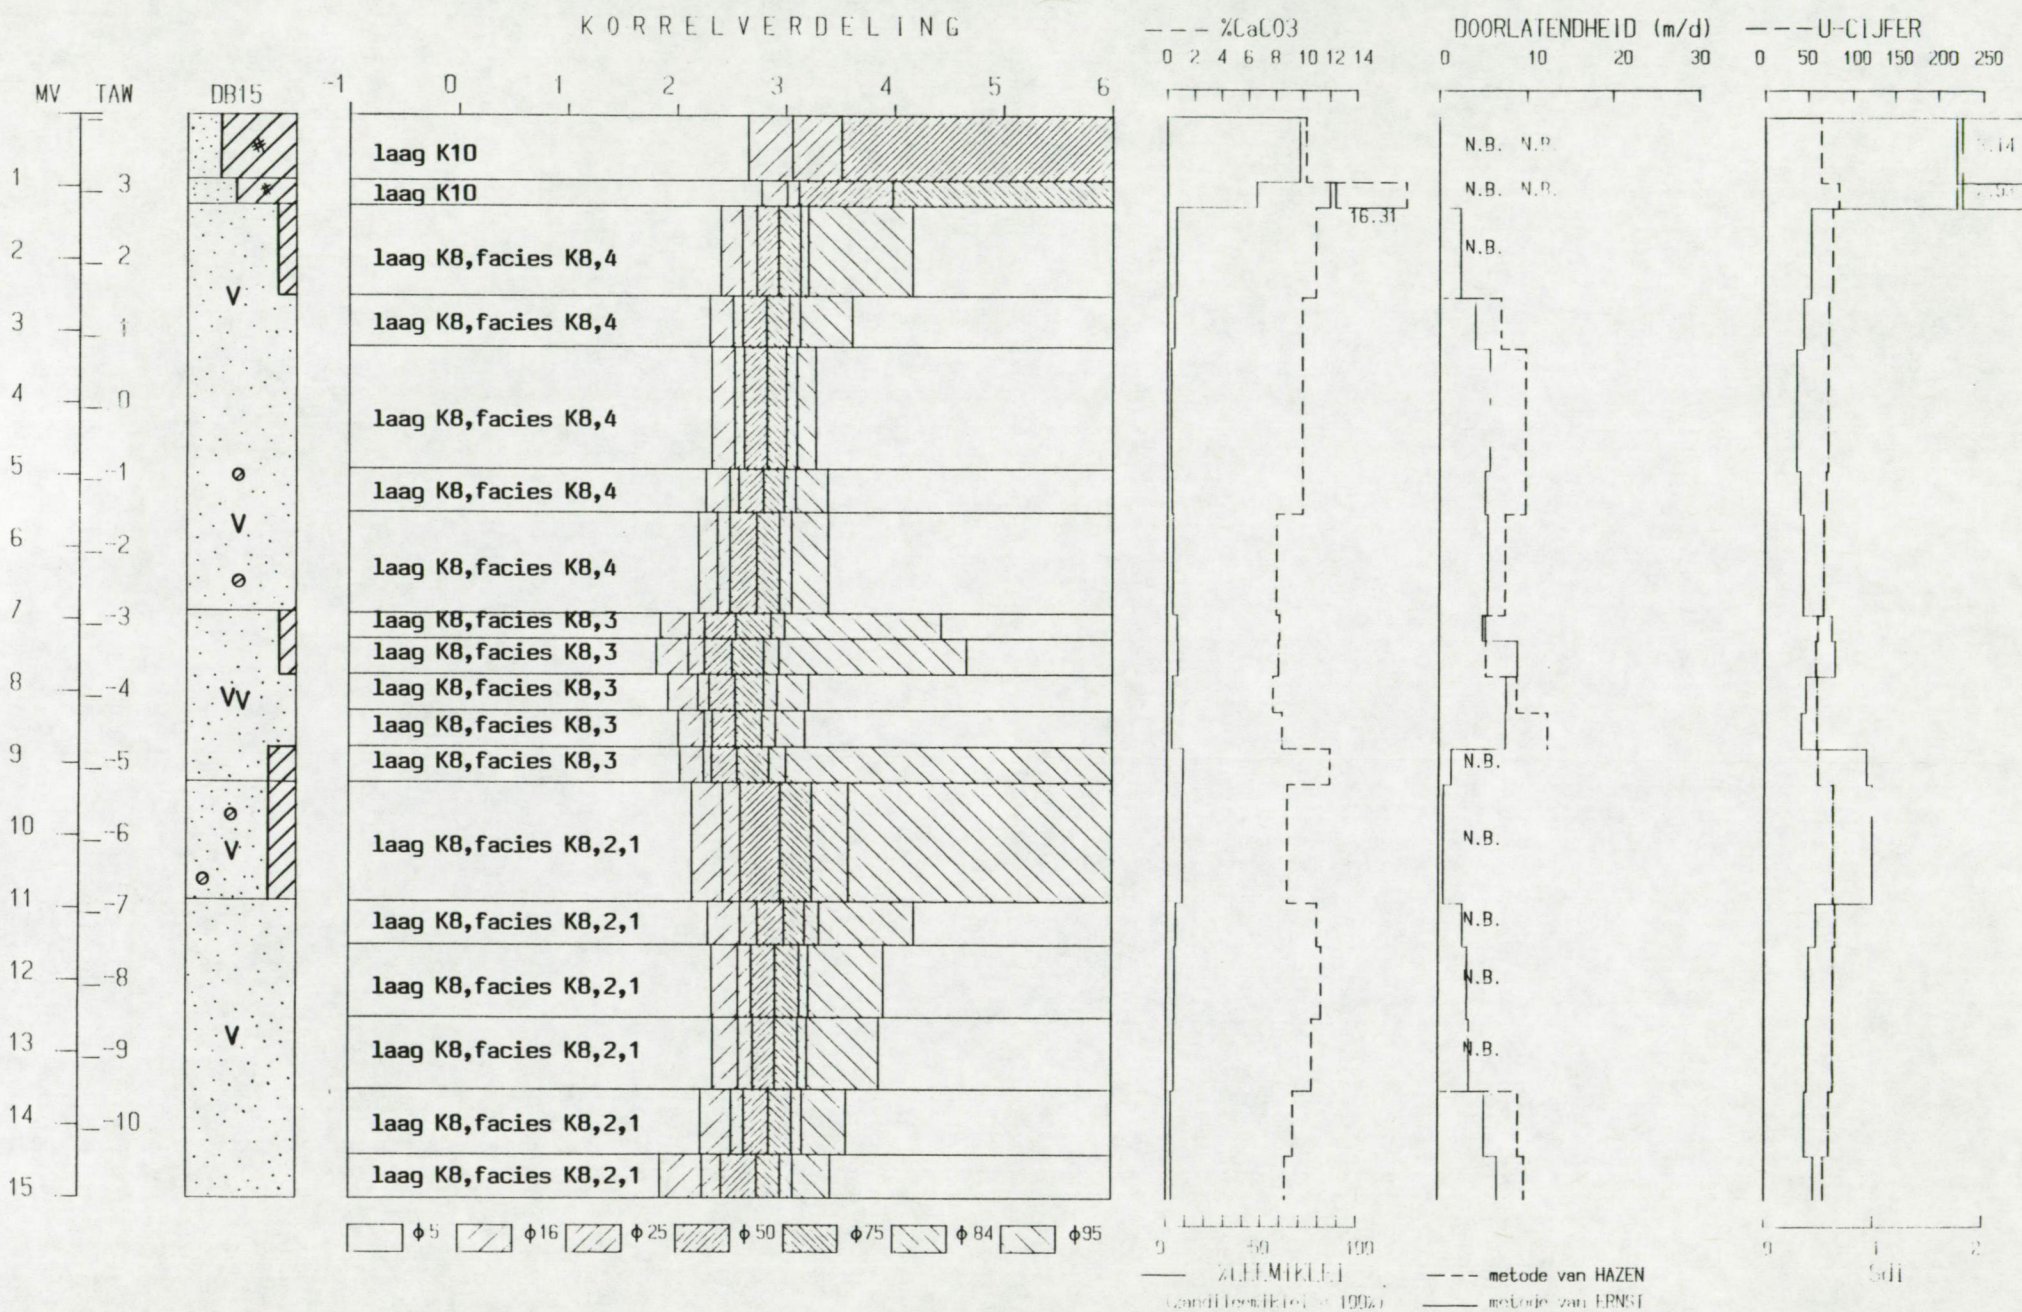 KORRELVERDELING
--- %CaCO3
DOORLATENDHEID (m/d)
--- U-CIJFER
0 2 4 6 8 10 12 14
0 10 0 30
0 50 100 150 200 250
MV TAW DB15
-1 0 1 2 3 4 5 6
laag K10
N.B. N.B.
1 3
laag K10
N.B. N.B.
16.31
2 2
laag K8,facies K8,4
N.B.
V
3 1
laag K8,facies K8,4
4 0
laag K8,facies K8,4
5 -1
laag K8,facies K8,4
V
6 -2
laag K8,facies K8,4
7 -3
laag K8,facies K8,3
laag K8,facies K8,3
8 -4
laag K8,facies K8,3
VV
laag K8,facies K8,3
9 -5
laag K8,facies K8,3
N.B.
10 -6
laag K8,facies K8,2,1
N.B.
V
11 -7
laag K8,facies K8,2,1
N.B.
12 -8
laag K8,facies K8,2,1
N.B.
13 -9
laag K8,facies K8,2,1
N.B.
V
14 -10
laag K8,facies K8,2,1
15
laag K8,facies K8,2,1
ϕ5 ϕ16 ϕ25 ϕ50 ϕ75 ϕ84 ϕ95
0 50 100
0 1 2
metode van HAZEN
metode van ERNST